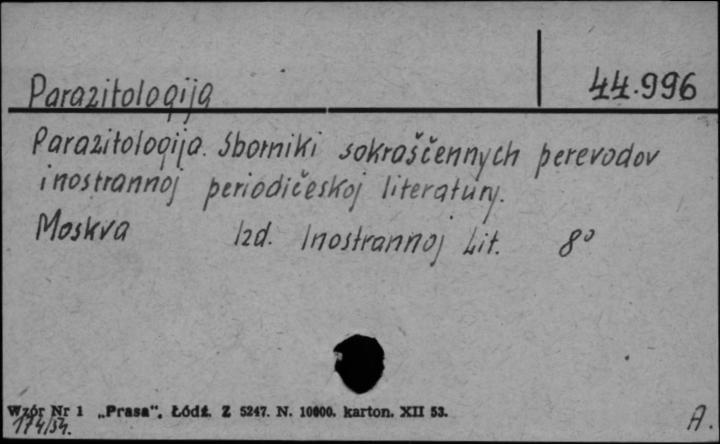 Parazitologija
44.996
Parazitologija. Sborniki sokraščennych perevodov
inostrannoj periodičeskoj literatury.
Moskva Izd. Inostrannoj Lit. 8°
Wzór Nr 1 „Prasa”, Łódź. Z 5247. N. 10000. karton. XII 53.
174/54.
A.